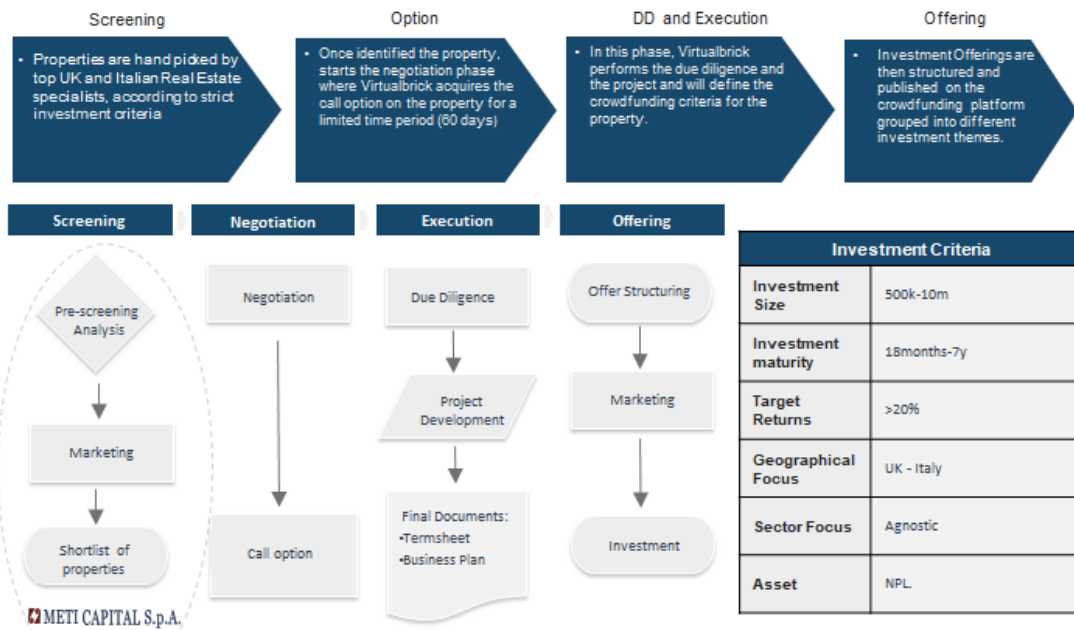 Screening
Option
DD and Execution
Offering
▪ Properties are hand picked by
top UK and Italian Real Estate
specialists, according to strict
investment criteria
▪ Once identified the property,
starts the negotiation phase
where Virtualbrick acquires the
call option on the property for a
limited time period (60 days)
▪ In this phase, Virtualbrick
performs the due diligence and
the project and will define the
crowdfunding criteria for the
property.
▪ Investment Offerings are
then structured and
published on the
crowdfunding platform
grouped into different
investment themes.
Screening
Negotiation
Execution
Offering
Pre-screening
Analysis
Marketing
Shortlist of
properties
METI CAPITAL S.p.A.
Negotiation
Call option
Due Diligence
Project
Development
Final Documents:
•Termsheet
•Business Plan
Offer Structuring
Marketing
Investment
Investment Criteria
Investment
Size
500k-10m
Investment
maturity
18months-7y
Target
Returns
>20%
Geographical
Focus
UK - Italy
Sector Focus
Agnostic
Asset
NPL.